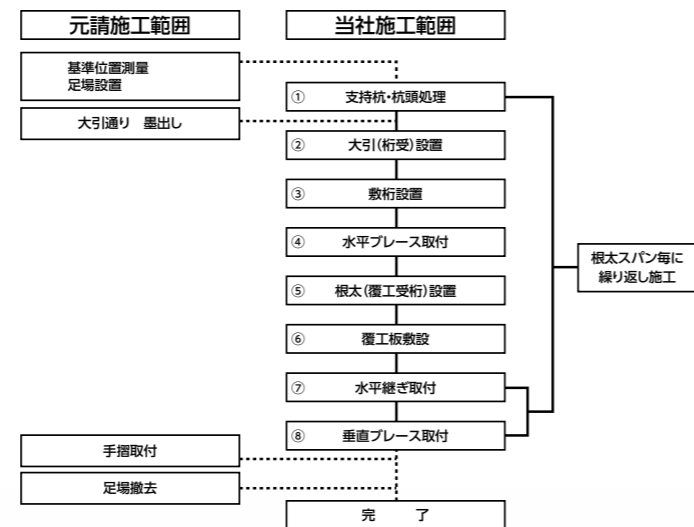 元請施工範囲
当社施工範囲
基準位置測量
足場設置
① 支持杭・杭頭処理
大引通り 墨出し
② 大引(桁受)設置
③ 敷桁設置
④ 水平ブレース取付
根太スパン毎に
繰り返し施工
⑤ 根太(覆工受桁)設置
⑥ 覆工板敷設
⑦ 水平継ぎ取付
⑧ 垂直ブレース取付
手摺取付
足場撤去
完 了